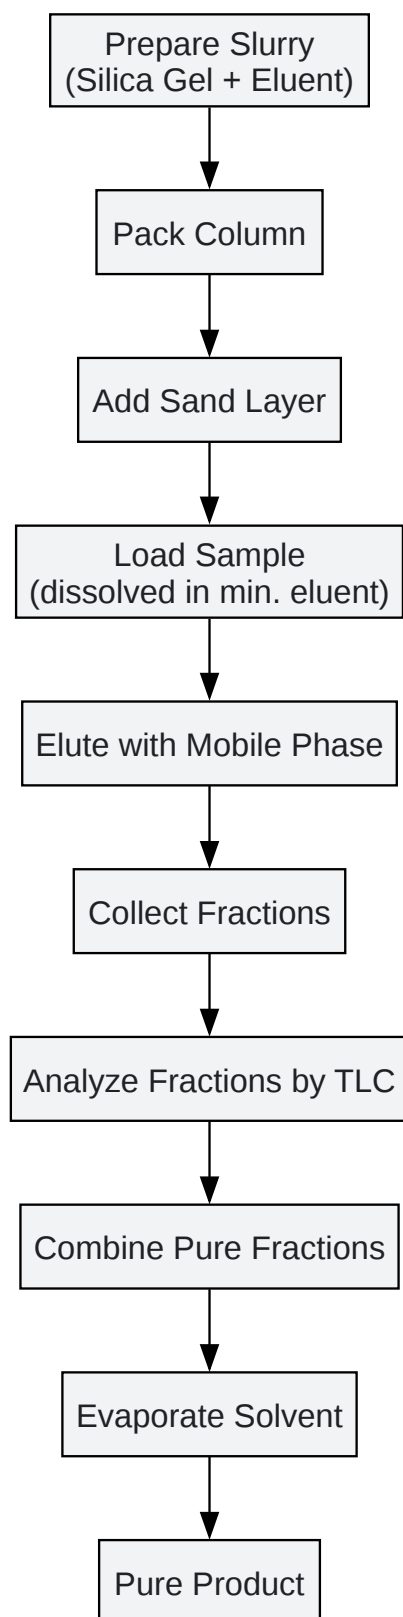 Prepare Slurry
(Silica Gel + Eluent)
Pack Column
Add Sand Layer
Load Sample
(dissolved in min. eluent)
Elute with Mobile Phase
Collect Fractions
Analyze Fractions by TLC
Combine Pure Fractions
Evaporate Solvent
Pure Product